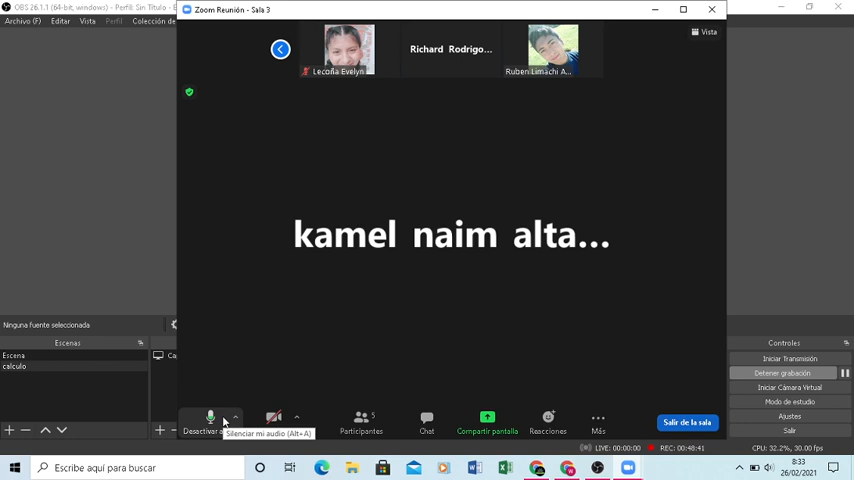 OBS 26.1.1 (64-bit, windows) - Perfil: Sin Título - E
Archivo (F) Editar Vista Perfil Colección de
Zoom Reunión - Sala 3
Vista
Lecoña Evelyn
Richard Rodrigo...
Ruben Limachi A...
kamel naim alta...
Ninguna fuente seleccionada
Escenas
Escena
calculo
Cap
Desactivar a
Silenciar mi audio (Alt+A)
5
Participantes
Chat
Compartir pantalla
Reacciones
Más
Salir de la sala
Controles
Iniciar Transmisión
Detener grabación
Iniciar Cámara Virtual
Modo de estudio
Ajustes
Salir
LIVE: 00:00:00
REC: 00:48:41
CPU: 32.2%, 30.00 fps
Escribe aquí para buscar
8:33
26/02/2021